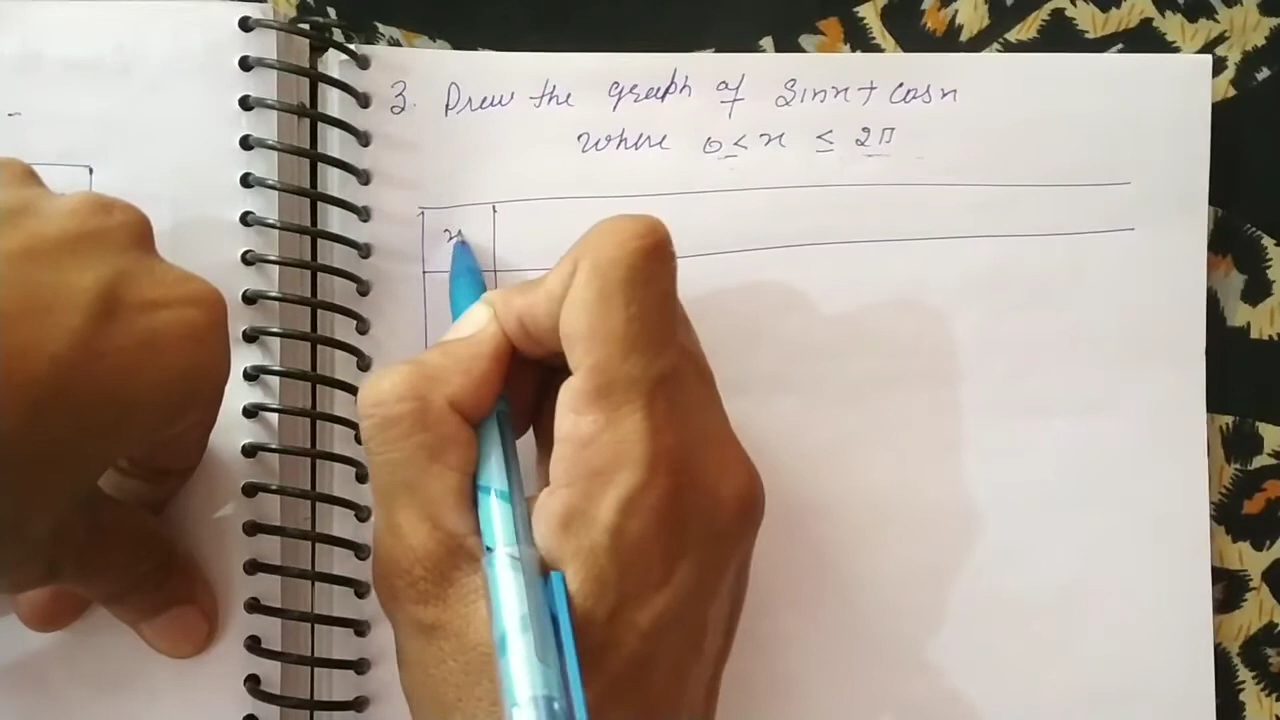 3. Draw the graph of Sinx + cosx
where 0 ≤ x ≤ 2π
x